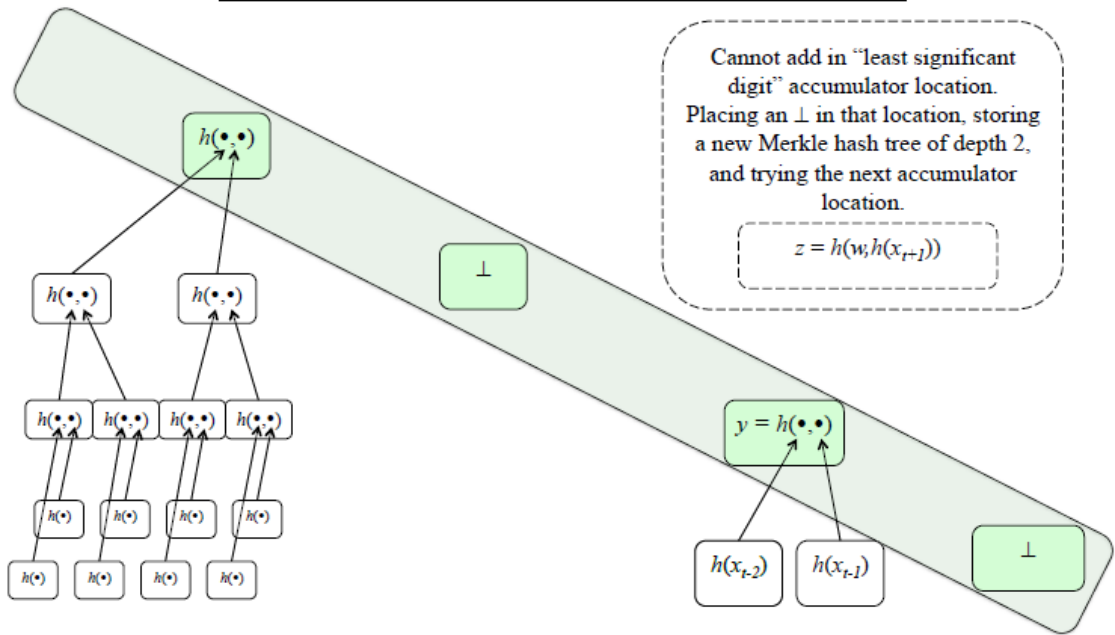 Cannot add in “least significant
digit” accumulator location.
Placing an ⊥ in that location, storing
a new Merkle hash tree of depth 2,
and trying the next accumulator
location.
z = h(w,h(xₜ₊₁))
h(•,•)
⊥
h(•,•) h(•,•)
h(•,•) h(•,•) h(•,•) h(•,•)
y = h(•,•)
h(•) h(•) h(•) h(•)
⊥
h(xₜ₋₂) h(xₜ₋₁)
h(•) h(•) h(•) h(•)